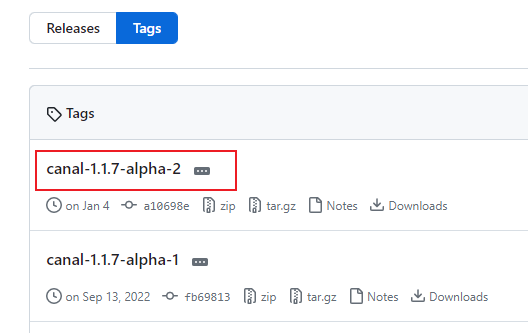 Releases Tags
Tags
canal-1.1.7-alpha-2
on Jan 4 a10698e zip tar.gz Notes Downloads
canal-1.1.7-alpha-1
on Sep 13, 2022 fb69813 zip tar.gz Notes Downloads